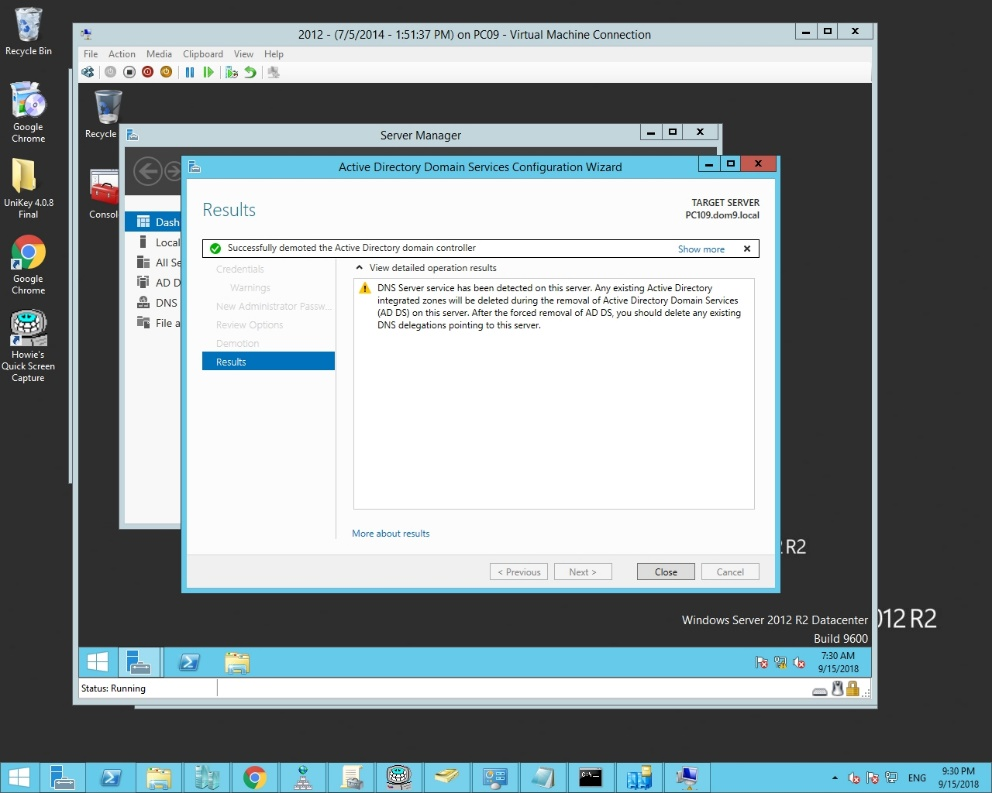 Recycle Bin
Google
Chrome
UniKey 4.0.8
Final
Google
Chrome
Howie's
Quick Screen
Capture
2012 - (7/5/2014 - 1:51:37 PM) on PC09 - Virtual Machine Connection
File Action Media Clipboard View Help
Recycle
Consol
Server Manager
Dash
Local
All Se
AD D
DNS
File a
Active Directory Domain Services Configuration Wizard
Results
TARGET SERVER
PC109.dom9.local
Successfully demoted the Active Directory domain controller
Show more
Credentials
Warnings
New Administrator Passw...
Review Options
Demotion
Results
View detailed operation results
DNS Server service has been detected on this server. Any existing Active Directory
integrated zones will be deleted during the removal of Active Directory Domain Services
(AD DS) on this server. After the forced removal of AD DS, you should delete any existing
DNS delegations pointing to this server.
More about results
< Previous
Next >
Close
Cancel
R2
Windows Server 2012 R2 Datacenter
Build 9600
012 R2
7:30 AM
9/15/2018
Status: Running
ENG
9:30 PM
9/15/2018